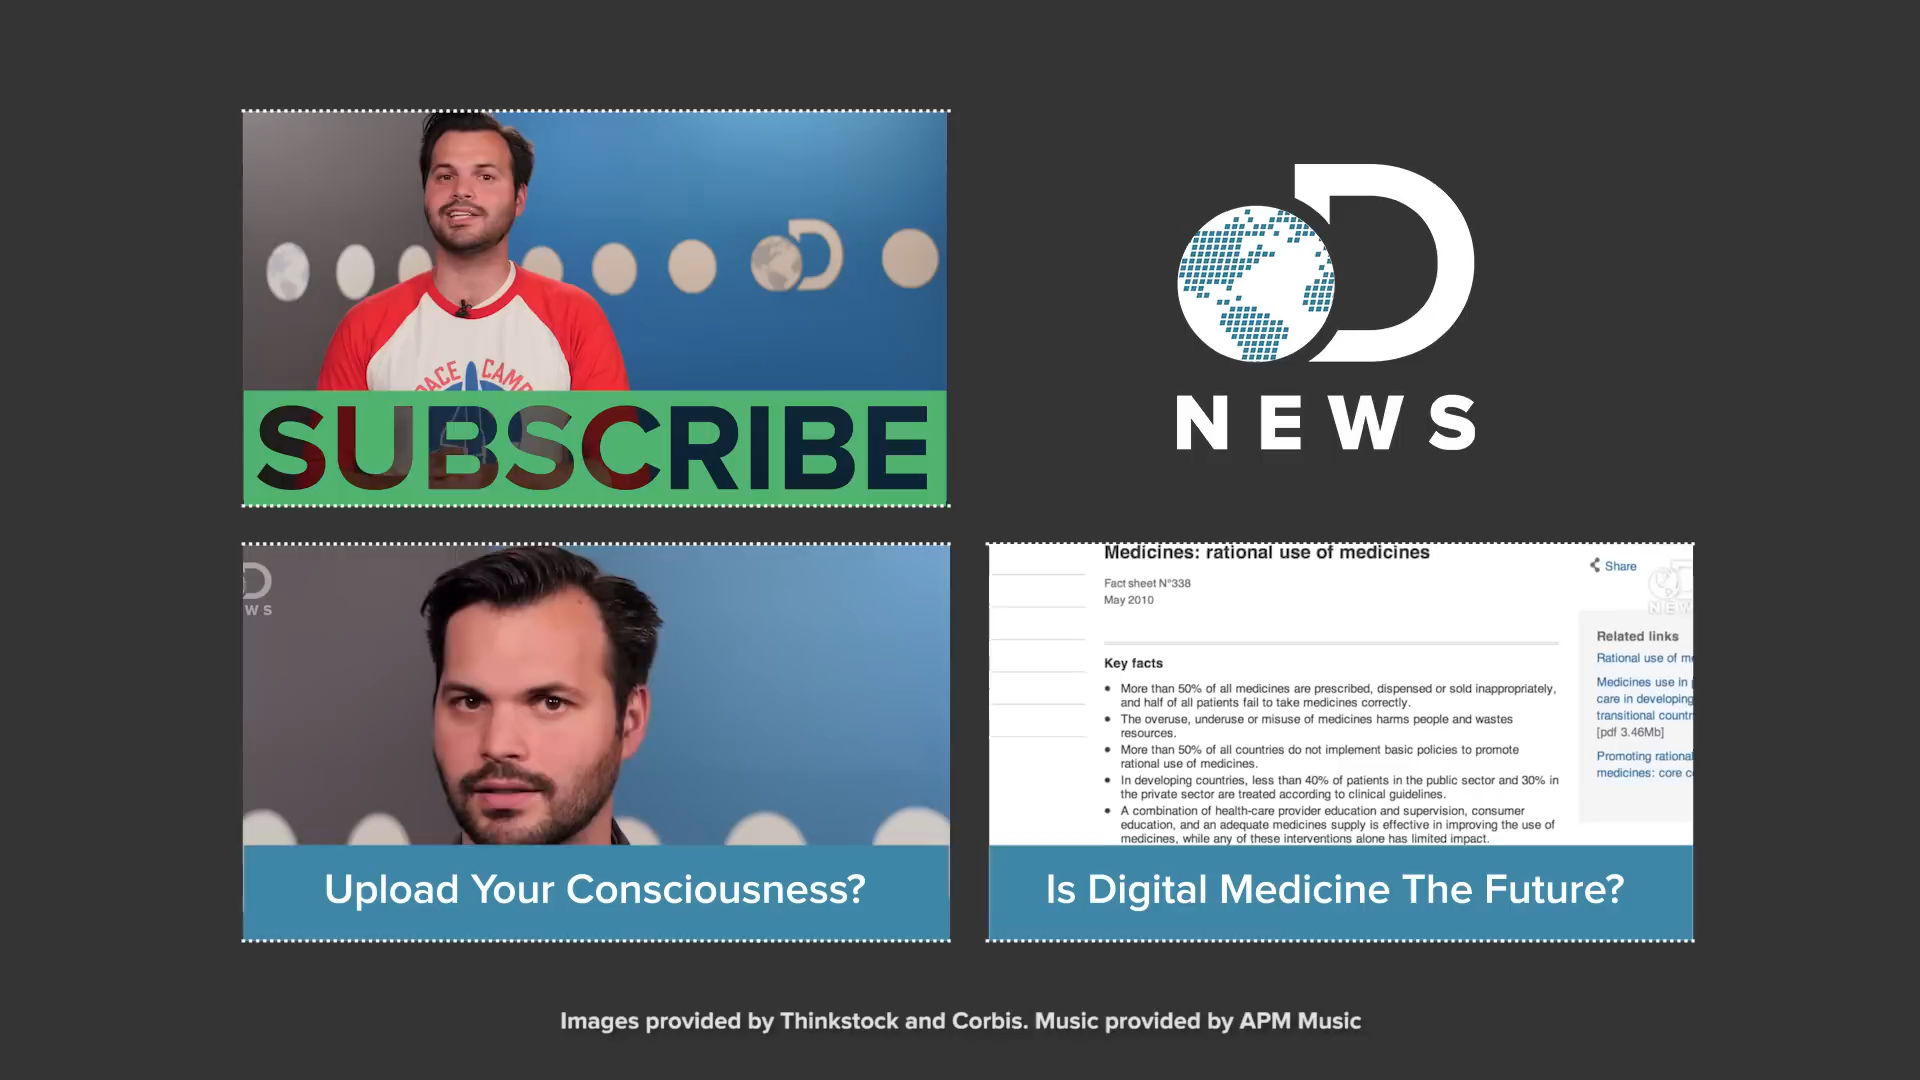 SPACE CAMP
SUBSCRIBE
D
NEWS
D
WS
Upload Your Consciousness?
Medicines: rational use of medicines
Fact sheet N°338
May 2010
Key facts
• More than 50% of all medicines are prescribed, dispensed or sold inappropriately,
and half of all patients fail to take medicines correctly.
• The overuse, underuse or misuse of medicines harms people and wastes
resources.
• More than 50% of all countries do not implement basic policies to promote
rational use of medicines.
• In developing countries, less than 40% of patients in the public sector and 30% in
the private sector are treated according to clinical guidelines.
• A combination of health-care provider education and supervision, consumer
education, and an adequate medicines supply is effective in improving the use of
medicines, while any of these interventions alone has limited impact.
Share
NEW
Related links
Rational use of me
Medicines use in p
care in developing
transitional countr
[pdf 3.46Mb]
Promoting rational
medicines: core co
Is Digital Medicine The Future?
Images provided by Thinkstock and Corbis. Music provided by APM Music